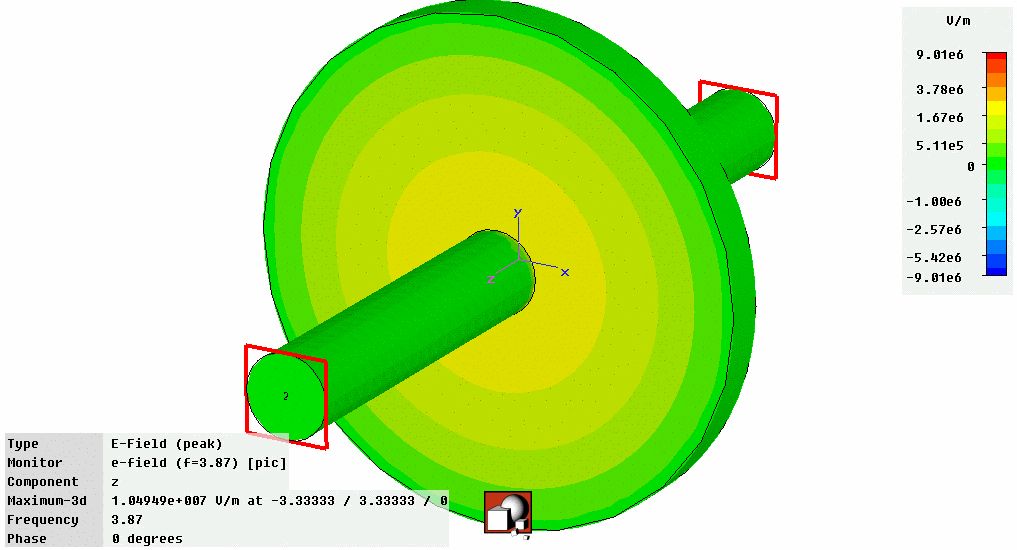 V/m
9.01e6
3.78e6
1.67e6
5.11e5
0
-1.00e6
-2.57e6
-5.42e6
-9.01e6
y
x
z
2
Type E-Field (peak)
Monitor e-field (f=3.87) [pic]
Component z
Maximum-3d 1.04949e+007 V/m at -3.33333 / 3.33333 / 0
Frequency 3.87
Phase 0 degrees